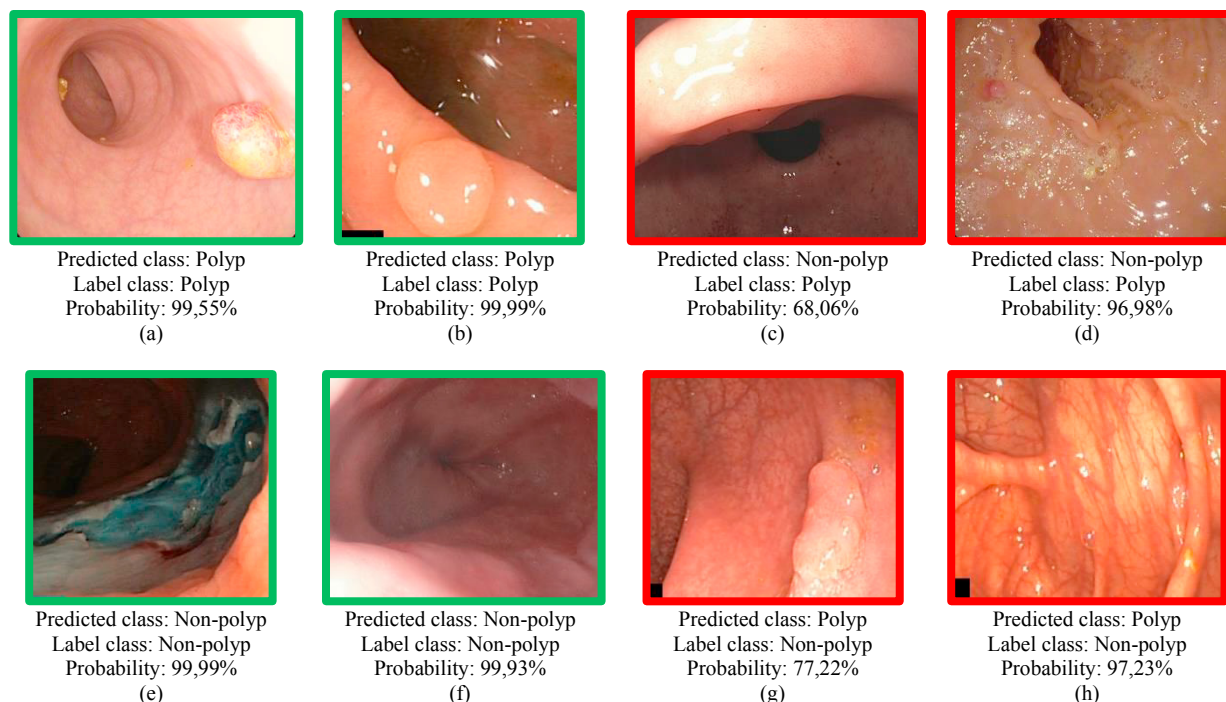 Predicted class: Polyp
Label class: Polyp
Probability: 99,55%
(a)
Predicted class: Polyp
Label class: Polyp
Probability: 99,99%
(b)
Predicted class: Non-polyp
Label class: Polyp
Probability: 68,06%
(c)
Predicted class: Non-polyp
Label class: Polyp
Probability: 96,98%
(d)
Predicted class: Non-polyp
Label class: Non-polyp
Probability: 99,99%
(e)
Predicted class: Non-polyp
Label class: Non-polyp
Probability: 99,93%
(f)
Predicted class: Polyp
Label class: Non-polyp
Probability: 77,22%
(g)
Predicted class: Polyp
Label class: Non-polyp
Probability: 97,23%
(h)